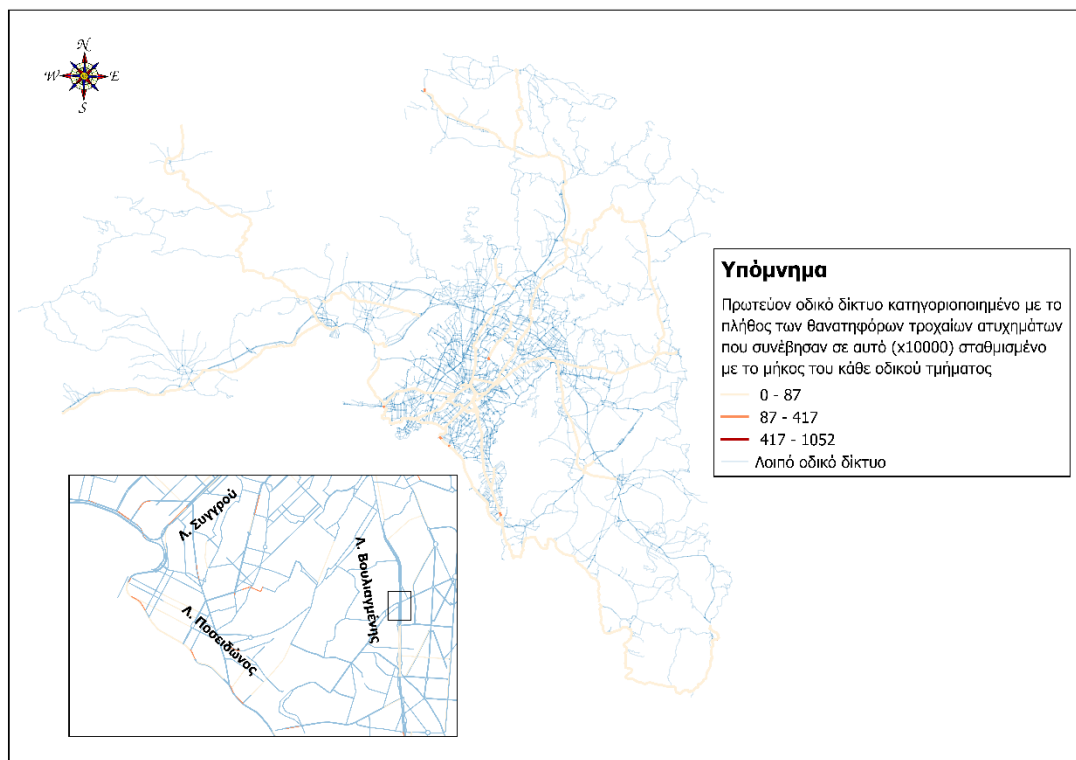 N
W E
S
Υπόμνημα
Πρωτεύον οδικό δίκτυο κατηγοριοποιημένο με το
πλήθος των θανατηφόρων τροχαίων ατυχημάτων
που συνέβησαν σε αυτό (x10000) σταθμισμένο
με το μήκος του κάθε οδικού τμήματος
0 - 87
87 - 417
417 - 1052
Λοιπό οδικό δίκτυο
Λ. Συγγρού
Λ. Βουλιαγμένης
Λ. Ποσειδώνος